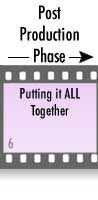 Post
Production
Phase
Putting it ALL
Together
6